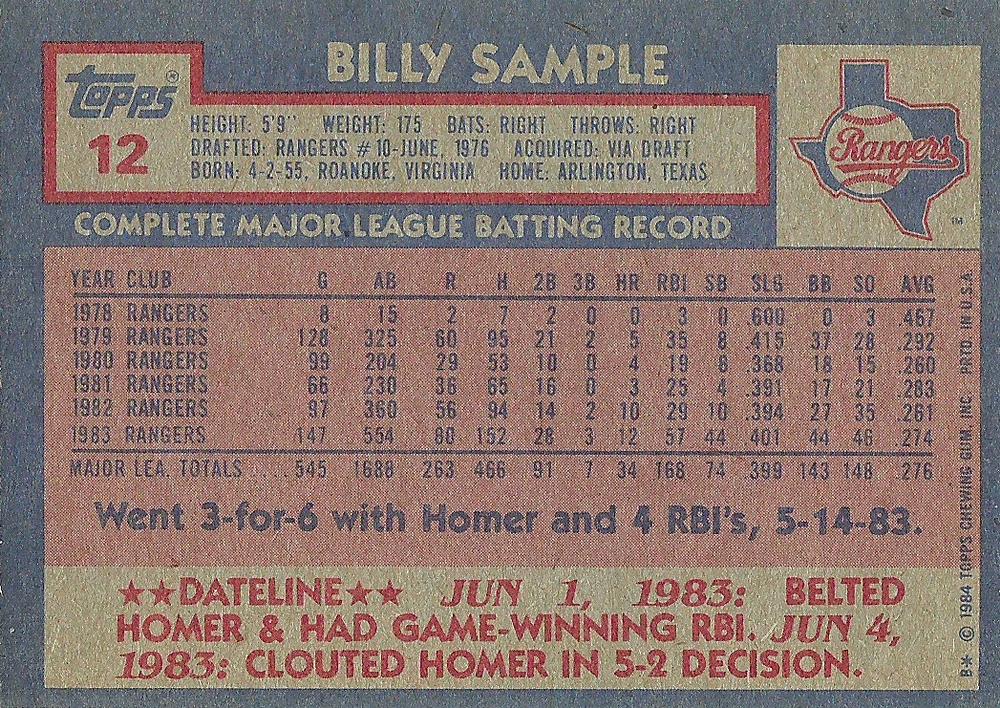 BILLY SAMPLE
topps®
12
HEIGHT: 5'9" WEIGHT: 175 BATS: RIGHT THROWS: RIGHT
DRAFTED: RANGERS #10-JUNE, 1976 ACQUIRED: VIA DRAFT
BORN: 4-2-55, ROANOKE, VIRGINIA HOME: ARLINGTON, TEXAS
Rangers
TM
COMPLETE MAJOR LEAGUE BATTING RECORD
YEAR CLUB G AB R H 2B 3B HR RBI SB SLG BB SO AVG
1978 RANGERS 8 15 2 7 2 0 0 3 0 .600 0 3 .467
1979 RANGERS 128 325 60 95 21 2 5 35 8 .415 37 28 .292
1980 RANGERS 99 204 29 53 10 0 4 19 8 .368 18 15 .260
1981 RANGERS 66 230 36 65 16 0 3 25 4 .391 17 21 .283
1982 RANGERS 97 360 56 94 14 2 10 29 10 .394 27 35 .261
1983 RANGERS 147 554 80 152 28 3 12 57 44 .401 44 46 .274
MAJOR LEA. TOTALS 545 1688 263 466 91 7 34 168 74 .399 143 148 .276
Went 3-for-6 with Homer and 4 RBI's, 5-14-83.
★★DATELINE★★ JUN 1, 1983: BELTED
HOMER & HAD GAME-WINNING RBI. JUN 4,
1983: CLOUTED HOMER IN 5-2 DECISION.
B* © 1984 TOPPS CHEWING GUM, INC. PRTD. IN U.S.A.